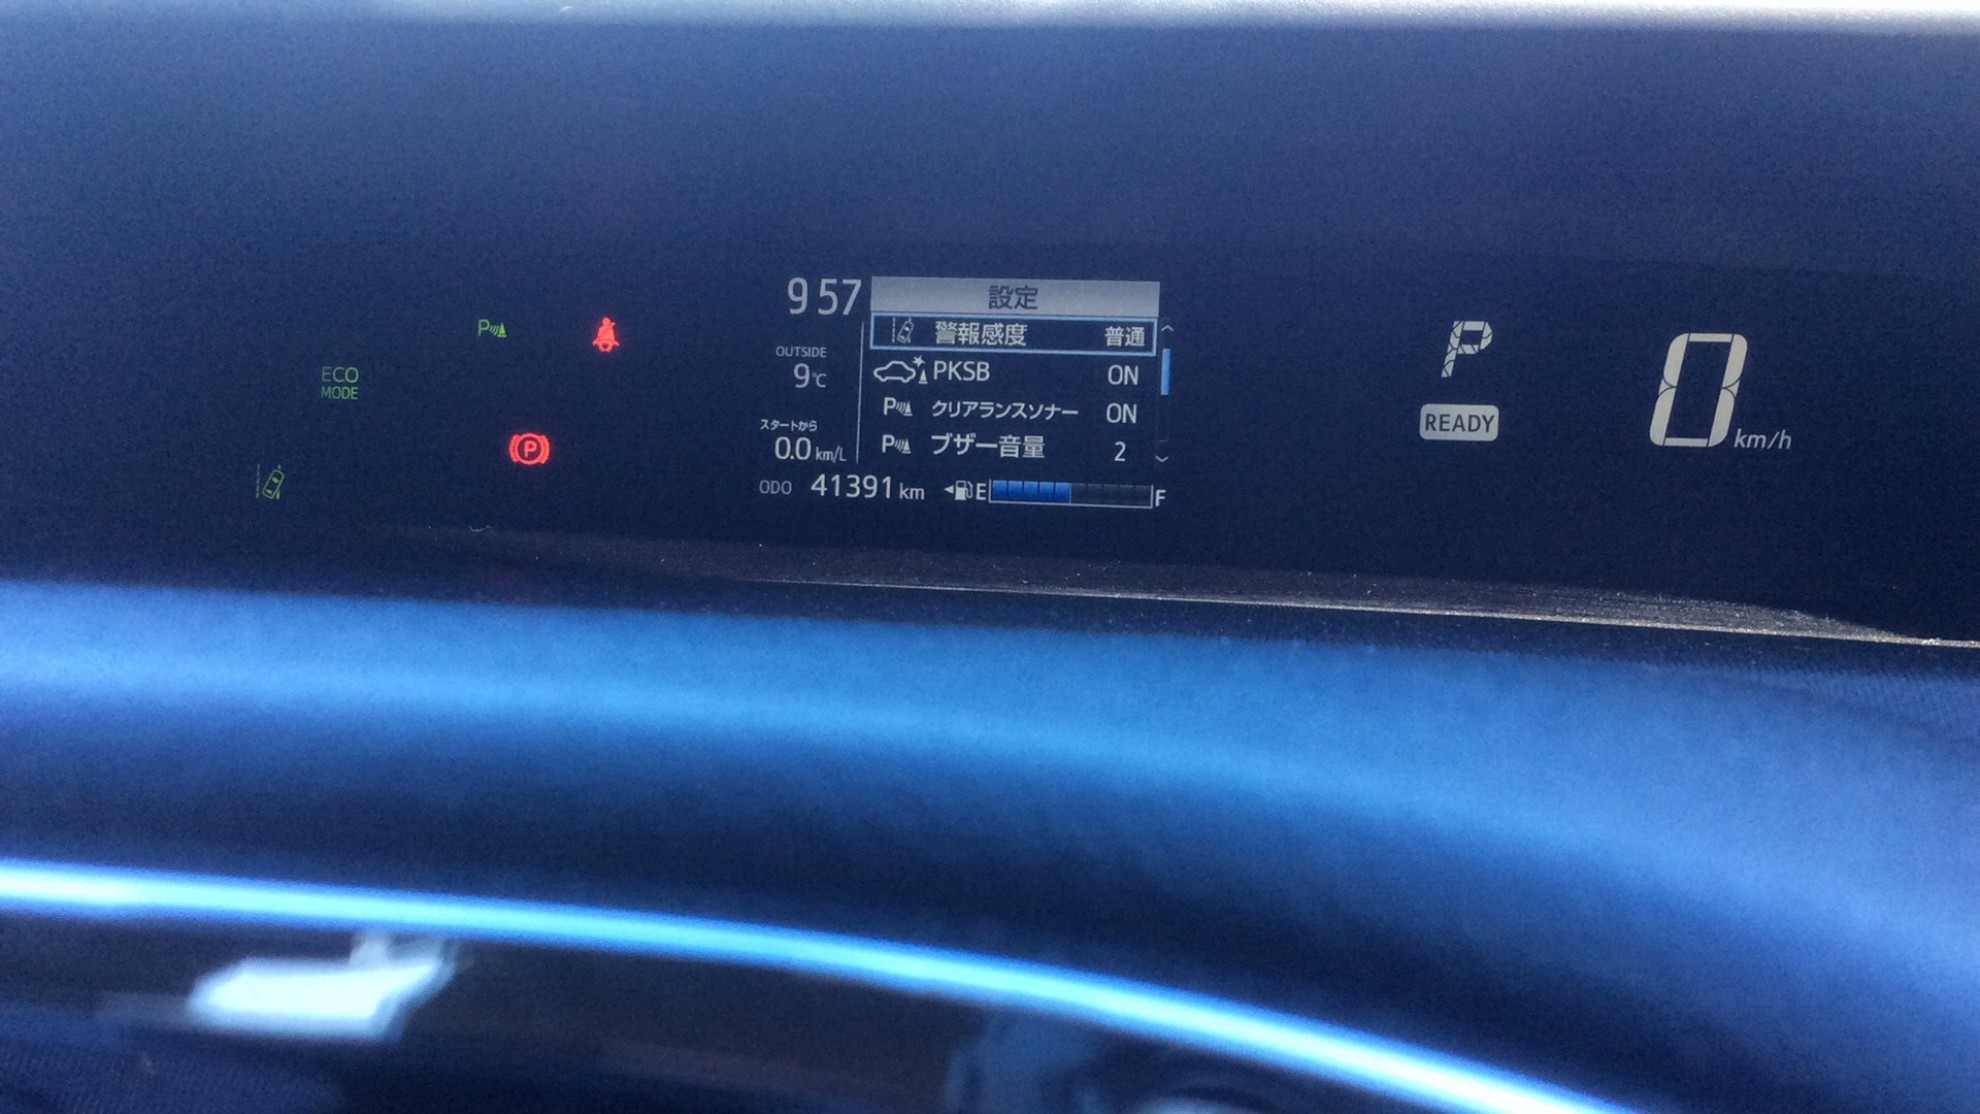 9 57
設定
警報感度 普通
PKSB ON
P クリアランスソナー ON
P ブザー音量 2
OUTSIDE
9℃
スタートから
0.0 km/L
ODO 41391 km
E F
P
ECO
MODE
P
P
READY
0 km/h